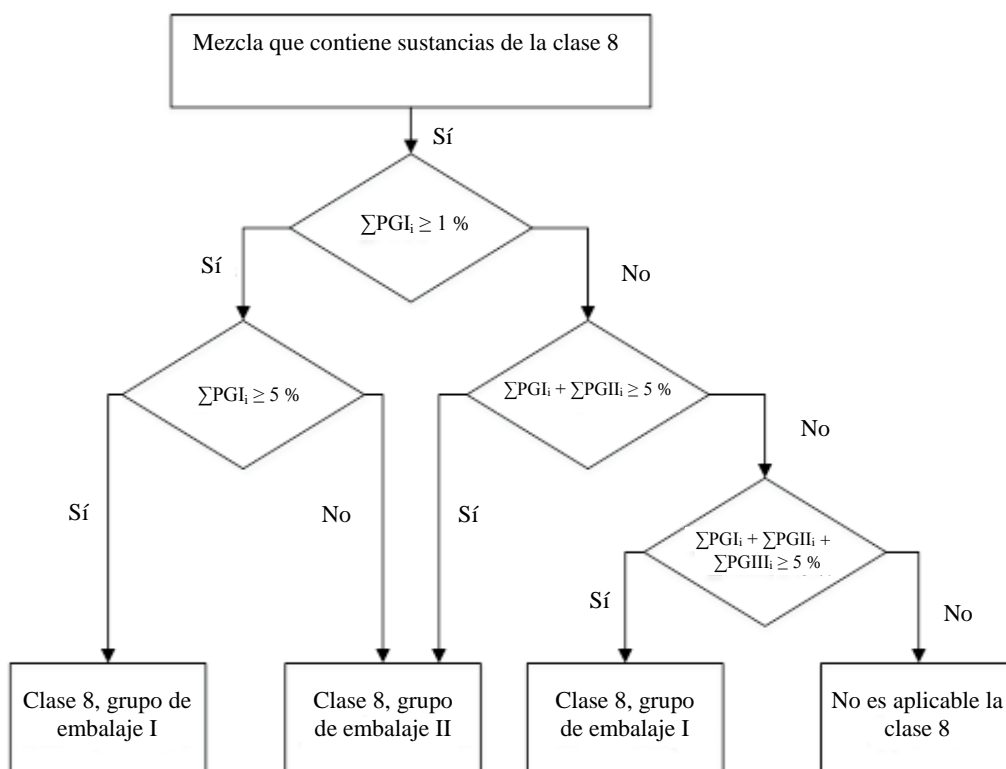 Mezcla que contiene sustancias de la clase 8
Sí
∑PGIᵢ ≥ 1 %
Sí
No
∑PGIᵢ ≥ 5 %
∑PGIᵢ + ∑PGIIᵢ ≥ 5 %
No
Sí
No
Sí
∑PGIᵢ + ∑PGIIᵢ +
∑PGIIIᵢ ≥ 5 %
Sí
No
Clase 8, grupo de
embalaje I
Clase 8, grupo
de embalaje II
Clase 8, grupo
de embalaje I
No es aplicable la
clase 8